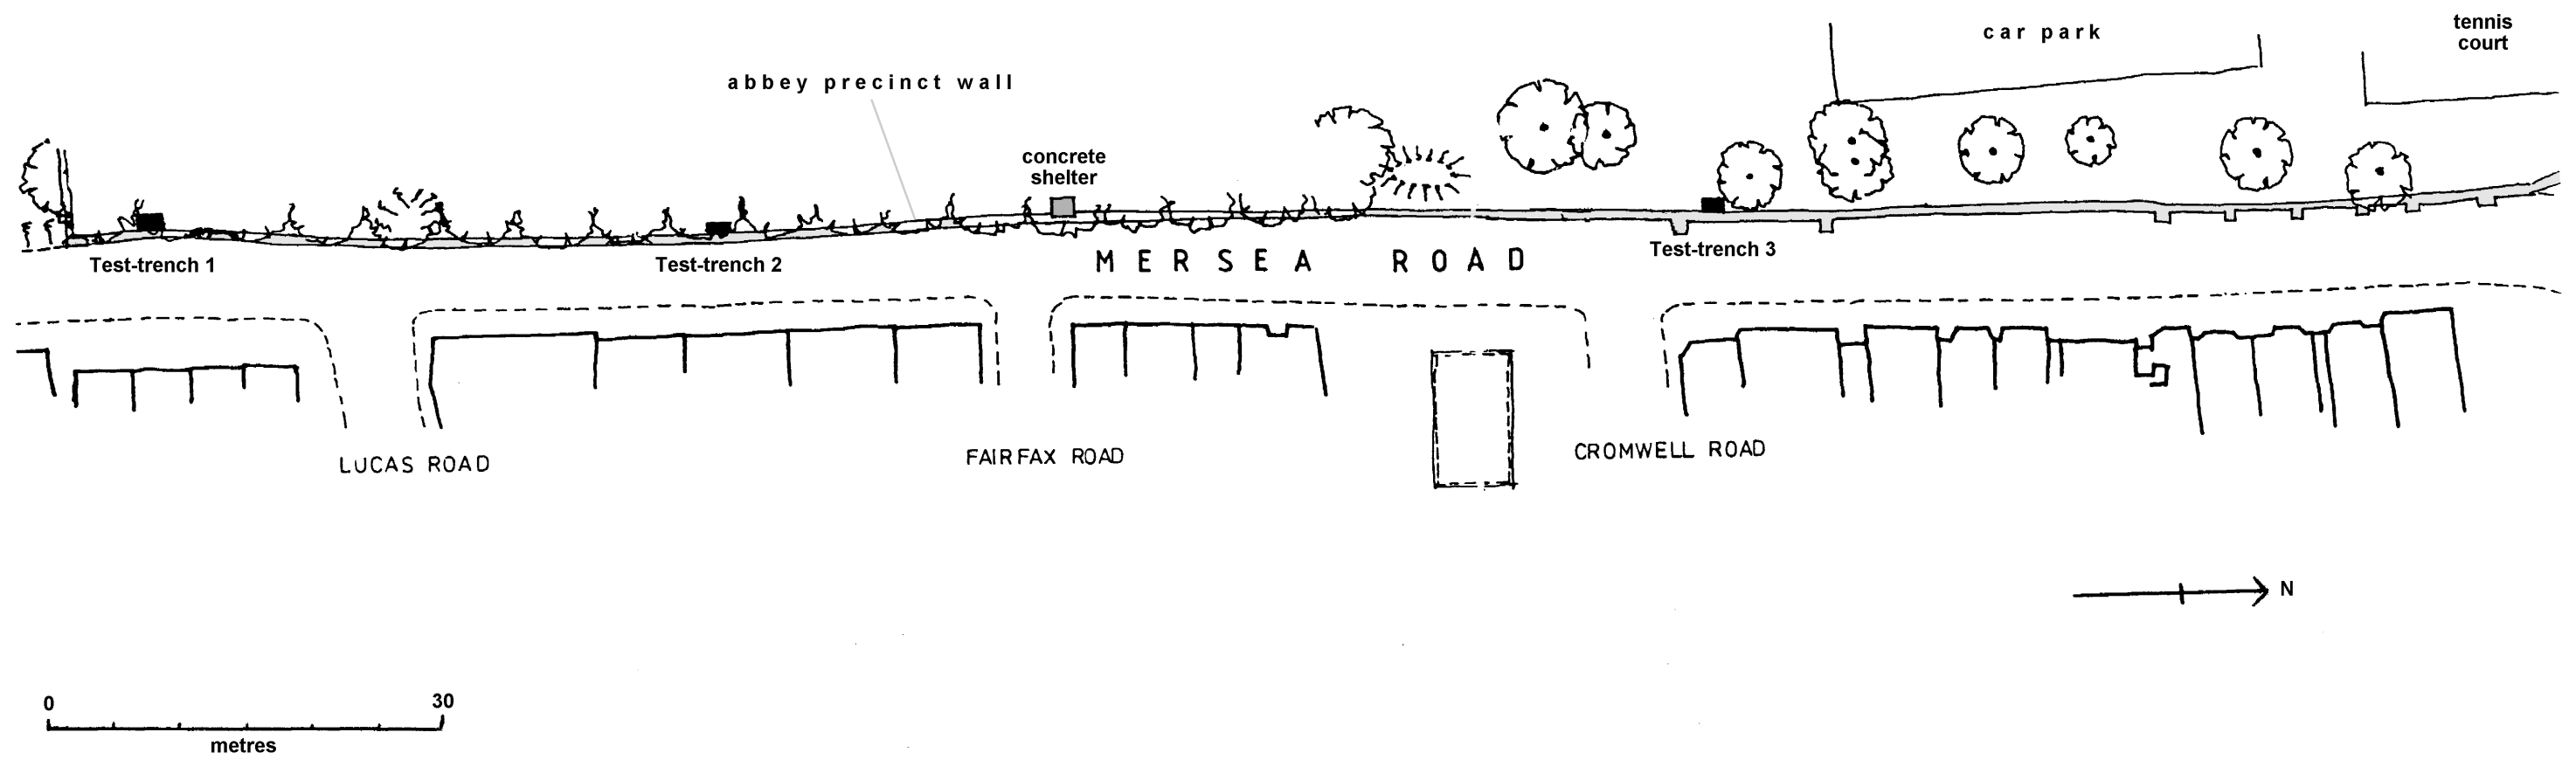 tennis
court
car park
abbey precinct wall
concrete
shelter
Test-trench 1
Test-trench 2
MERSEA ROAD
Test-trench 3
LUCAS ROAD
FAIRFAX ROAD
CROMWELL ROAD
N
0 30
metres